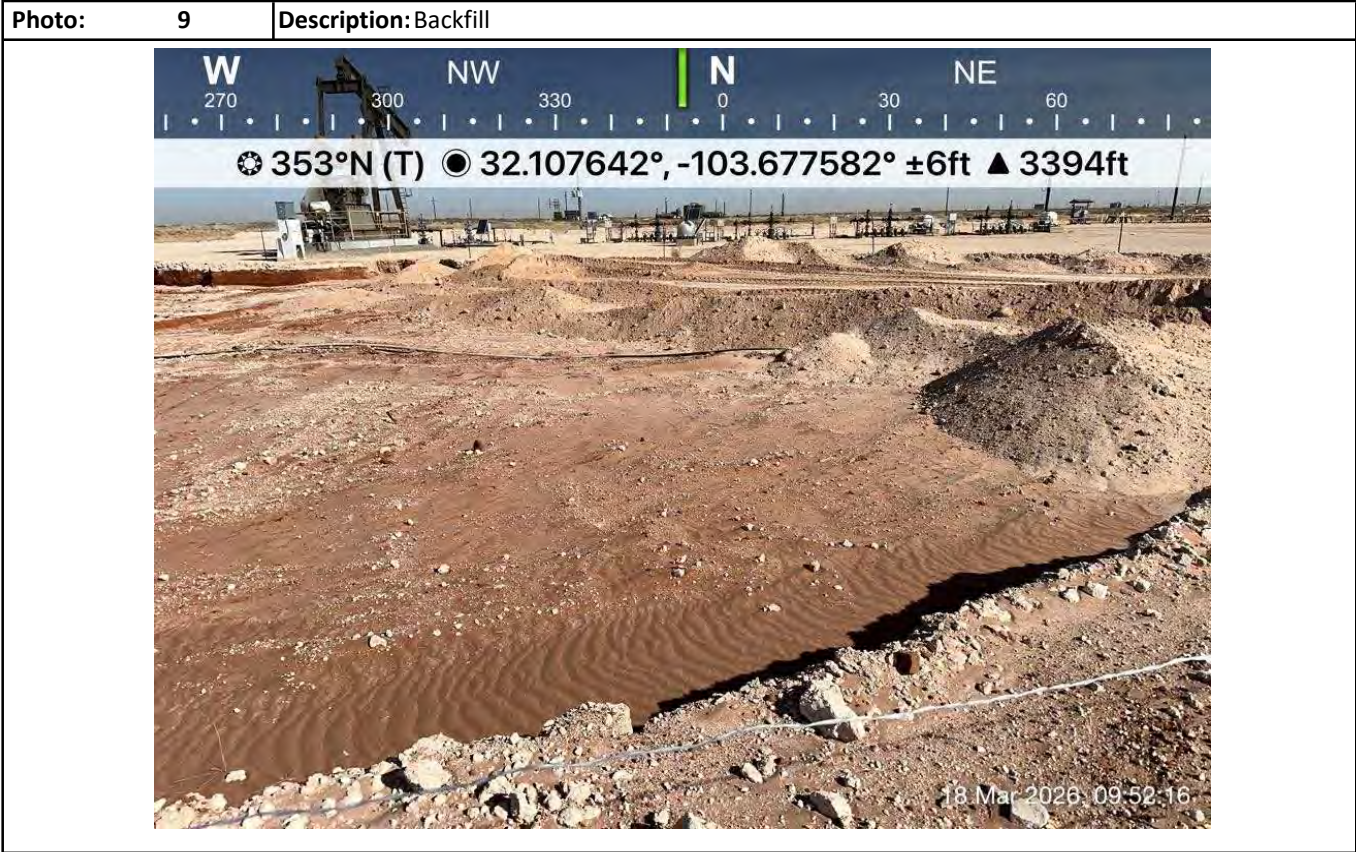 Photo: 9 Description: Backfill
W NW N NE
270 300 330 0 30 60
353°N (T) 32.107642°, -103.677582° ±6ft ▲ 3394ft
18 Mar 2026, 09:52:16